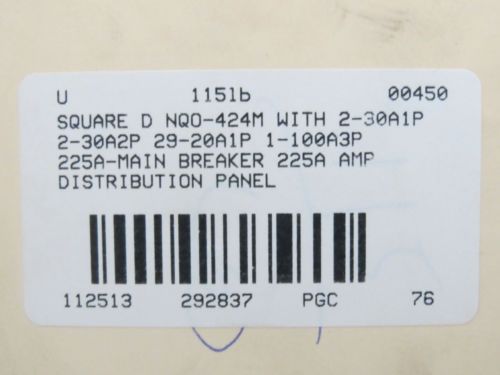 U 1151b 00450
SQUARE D NQO-424M WITH 2-30A1P
2-30A2P 29-20A1P 1-100A3P
225A-MAIN BREAKER 225A AMP
DISTRIBUTION PANEL
112513 292837 PGC 76